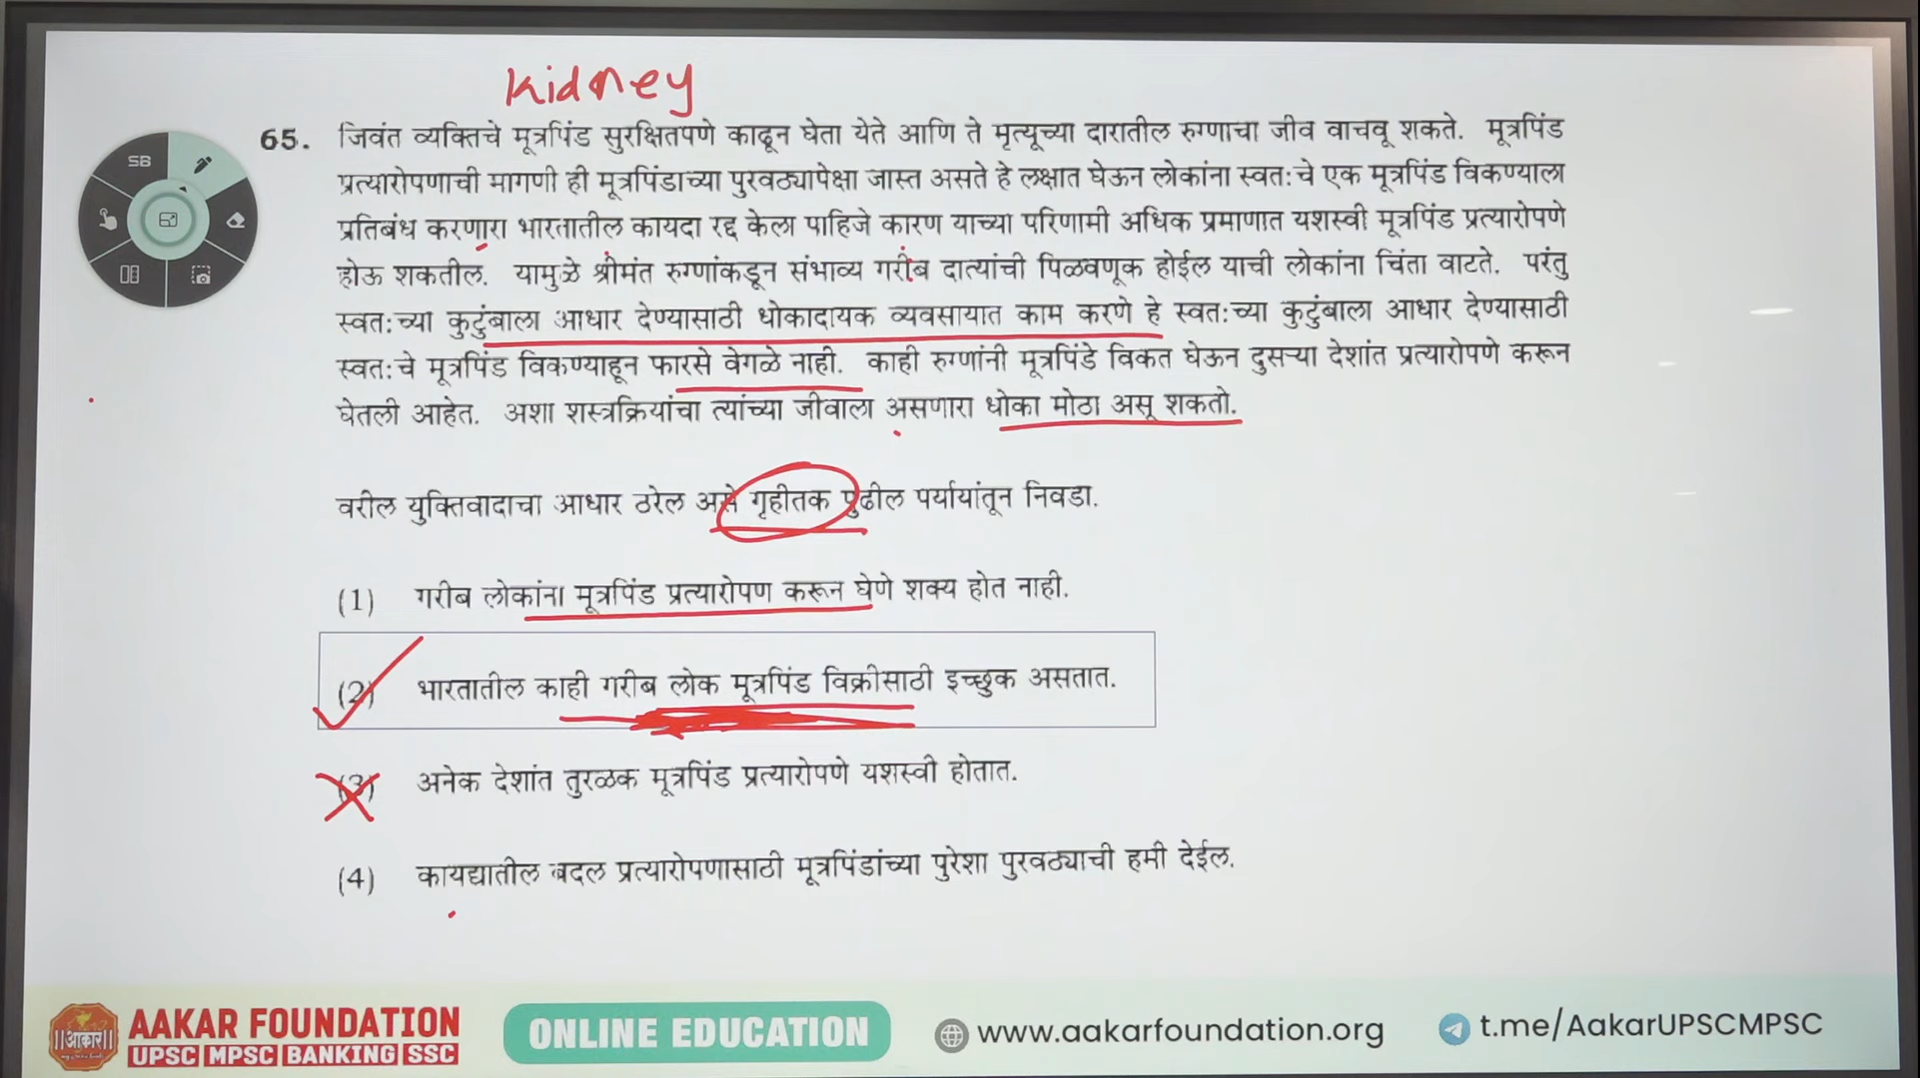 Kidney
SB
65. जिवंत व्यक्तिचे मूत्रपिंड सुरक्षितपणे काढून घेता येते आणि ते मृत्यूच्या दारातील रुग्णाचा जीव वाचवू शकते. मूत्रपिंड
प्रत्यारोपणाची मागणी ही मूत्रपिंडाच्या पुरवठ्यापेक्षा जास्त असते हे लक्षात घेऊन लोकांना स्वत:चे एक मूत्रपिंड विकण्याला
प्रतिबंध करणारा भारतातील कायदा रद्द केला पाहिजे कारण याच्या परिणामी अधिक प्रमाणात यशस्वी मूत्रपिंड प्रत्यारोपणे
होऊ शकतील. यामुळे श्रीमंत रुग्णांकडून संभाव्य गरीब दात्यांची पिळवणूक होईल याची लोकांना चिंता वाटते. परंतु
स्वत:च्या कुटुंबाला आधार देण्यासाठी धोकादायक व्यवसायात काम करणे हे स्वत:च्या कुटुंबाला आधार देण्यासाठी
स्वत:चे मूत्रपिंड विकण्याहून फारसे वेगळे नाही. काही रुग्णांनी मूत्रपिंडे विकत घेऊन दुसऱ्या देशांत प्रत्यारोपणे करून
घेतली आहेत. अशा शस्त्रक्रियांचा त्यांच्या जीवाला असणारा धोका मोठा असू शकतो.
वरील युक्तिवादाचा आधार ठरेल असे गृहीतक पुढील पर्यायांतून निवडा.
(1) गरीब लोकांना मूत्रपिंड प्रत्यारोपण करून घेणे शक्य होत नाही.
(2) भारतातील काही गरीब लोक मूत्रपिंड विक्रीसाठी इच्छुक असतात.
(3) अनेक देशांत तुरळक मूत्रपिंड प्रत्यारोपणे यशस्वी होतात.
(4) कायद्यातील बदल प्रत्यारोपणासाठी मूत्रपिंडांच्या पुरेशा पुरवठ्याची हमी देईल.
॥आकार॥ AAKAR FOUNDATION
UPSC MPSC BANKING SSC
ONLINE EDUCATION
www.aakarfoundation.org
t.me/AakarUPSCMPSC